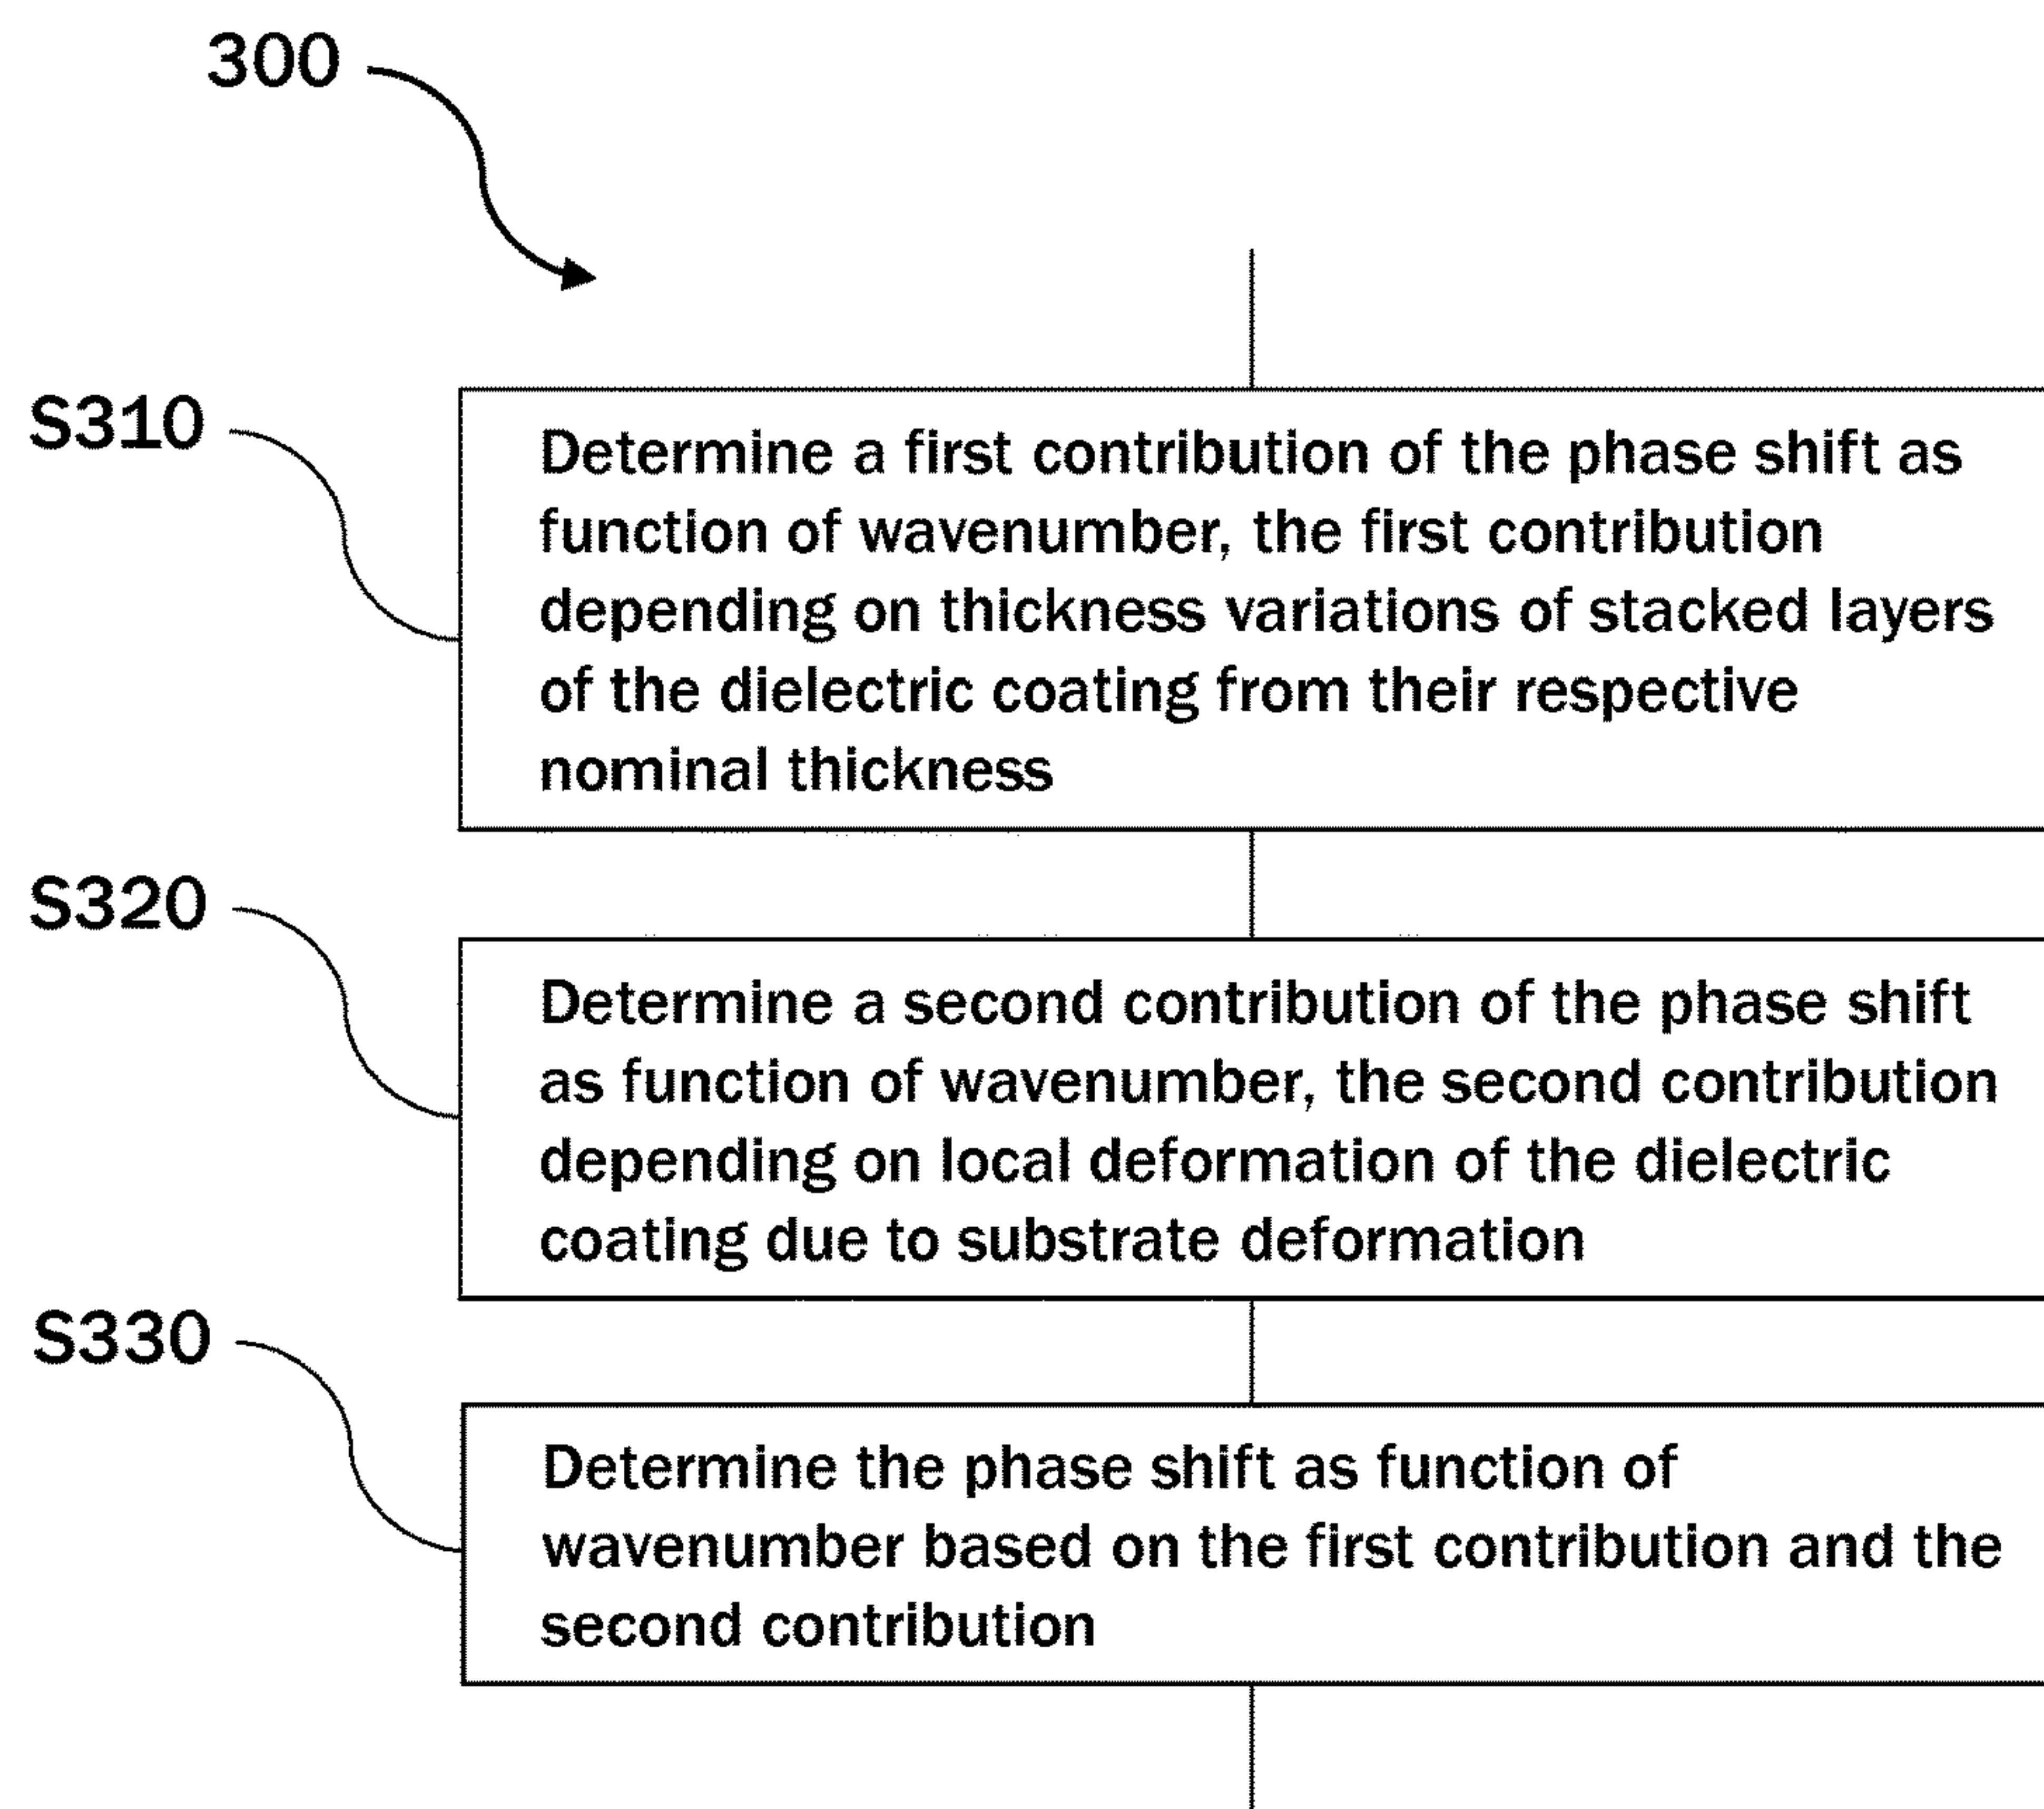 300
S310
Determine a first contribution of the phase shift as
function of wavenumber, the first contribution
depending on thickness variations of stacked layers
of the dielectric coating from their respective
nominal thickness
S320
Determine a second contribution of the phase shift
as function of wavenumber, the second contribution
depending on local deformation of the dielectric
coating due to substrate deformation
S330
Determine the phase shift as function of
wavenumber based on the first contribution and the
second contribution